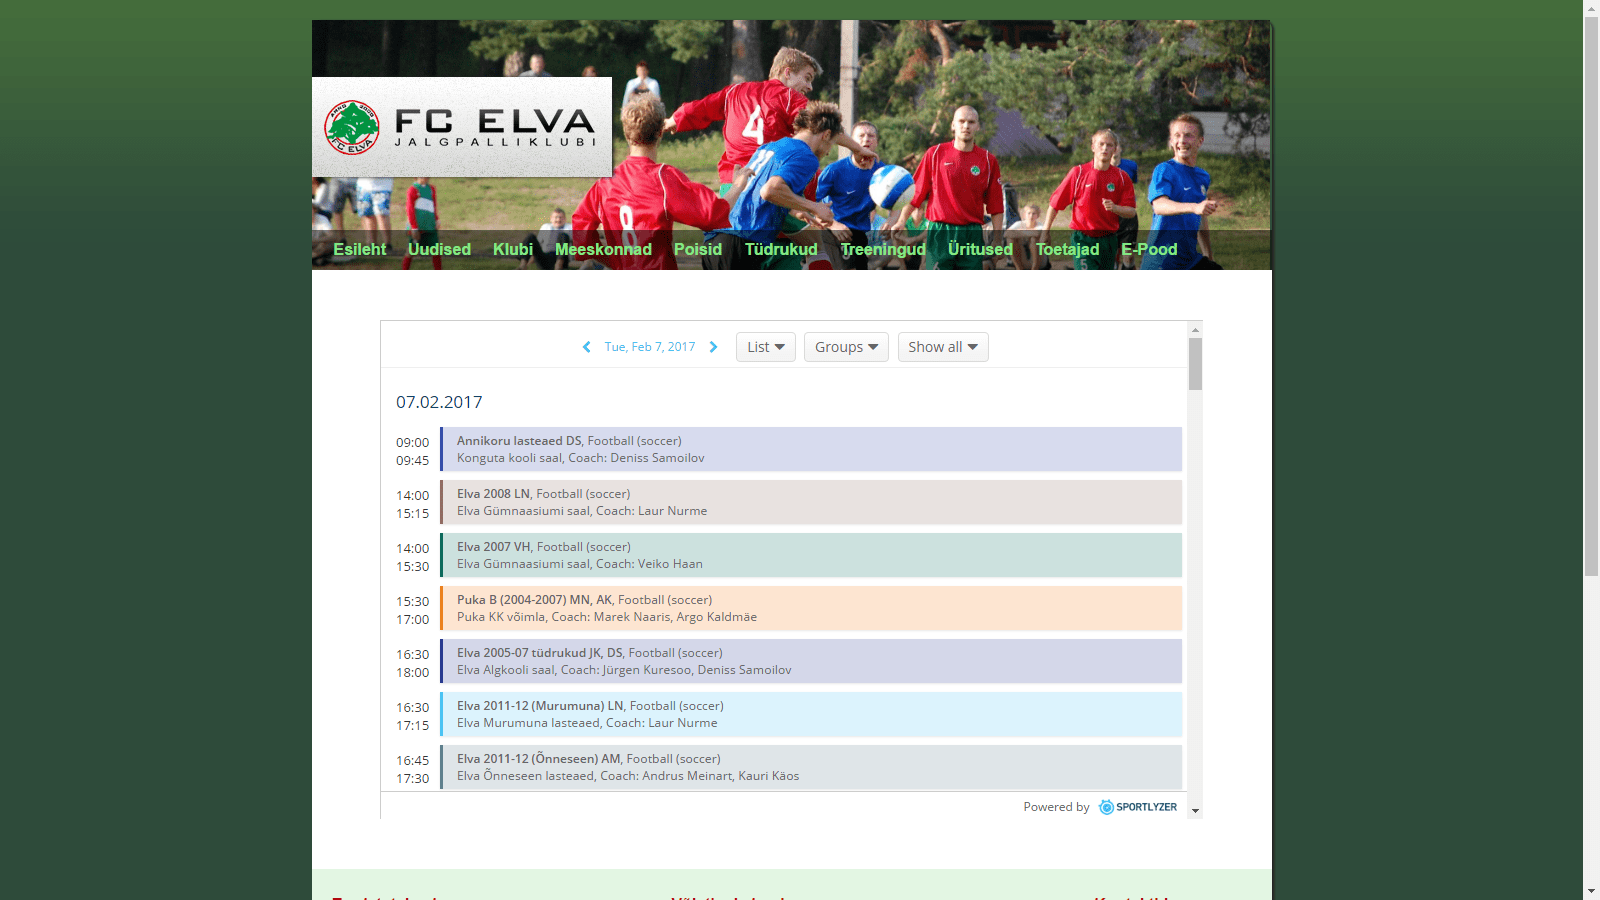 FC ELVA
JALGPALLIKLUBI
ANNO 2000
FC ELVA
4
8
Esileht Uudised Klubi Meeskonnad Poisid Tüdrukud Treeningud Üritused Toetajad E-Pood
Tue, Feb 7, 2017 List Groups Show all
07.02.2017
09:00 Annikoru lasteaed DS, Football (soccer)
09:45 Konguta kooli saal, Coach: Deniss Samoilov
14:00 Elva 2008 LN, Football (soccer)
15:15 Elva Gümnaasiumi saal, Coach: Laur Nurme
14:00 Elva 2007 VH, Football (soccer)
15:30 Elva Gümnaasiumi saal, Coach: Veiko Haan
15:30 Puka B (2004-2007) MN, AK, Football (soccer)
17:00 Puka KK võimla, Coach: Marek Naaris, Argo Kaldmäe
16:30 Elva 2005-07 tüdrukud JK, DS, Football (soccer)
18:00 Elva Algkooli saal, Coach: Jürgen Kuresoo, Deniss Samoilov
16:30 Elva 2011-12 (Murumuna) LN, Football (soccer)
17:15 Elva Murumuna lasteaed, Coach: Laur Nurme
16:45 Elva 2011-12 (Õnneseen) AM, Football (soccer)
17:30 Elva Õnneseen lasteaed, Coach: Andrus Meinart, Kauri Käos
Powered by SPORTLYZER